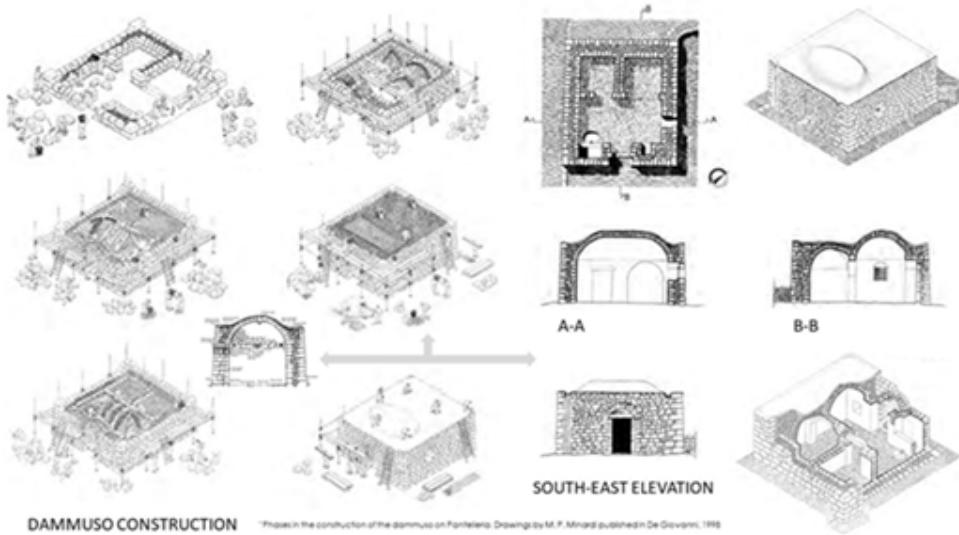 B
A
A
B
A-A
B-B
SOUTH-EAST ELEVATION
DAMMUSO CONSTRUCTION
"Phases in the construction of the dammuso on Pantelleria. Drawings by M. P. Minardi published in De Giovanni, 1998